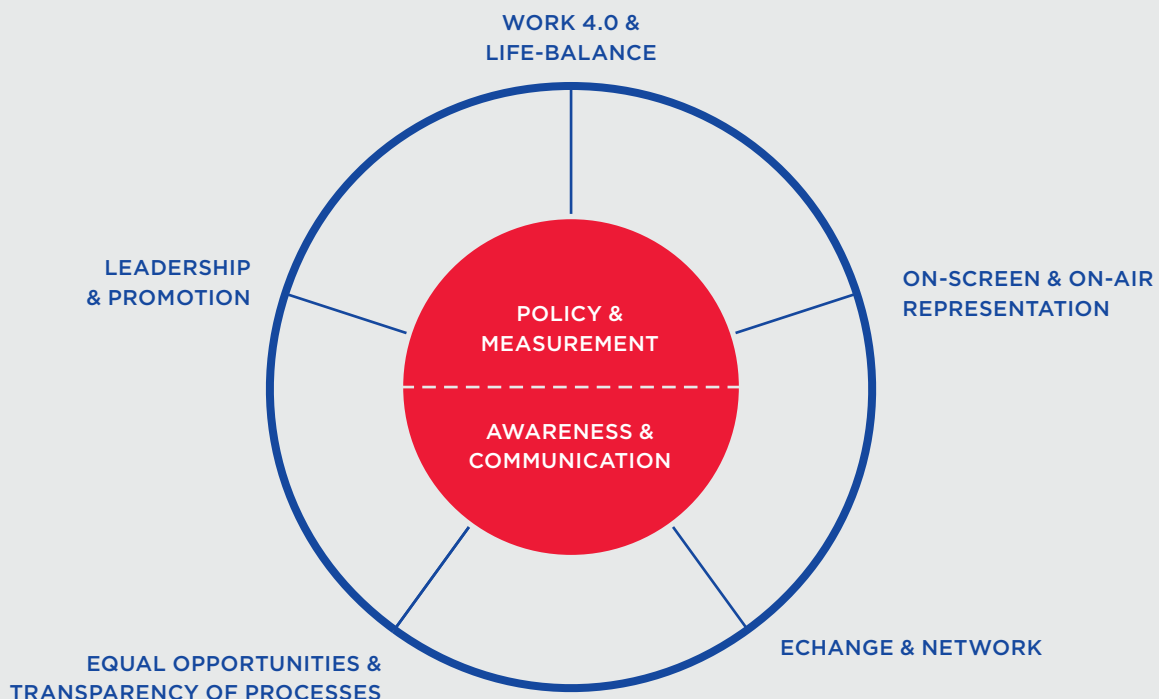 WORK 4.0 &
LIFE-BALANCE
LEADERSHIP
& PROMOTION
ON-SCREEN & ON-AIR
REPRESENTATION
POLICY &
MEASUREMENT
AWARENESS &
COMMUNICATION
ECHANGE & NETWORK
EQUAL OPPORTUNITIES &
TRANSPARENCY OF PROCESSES